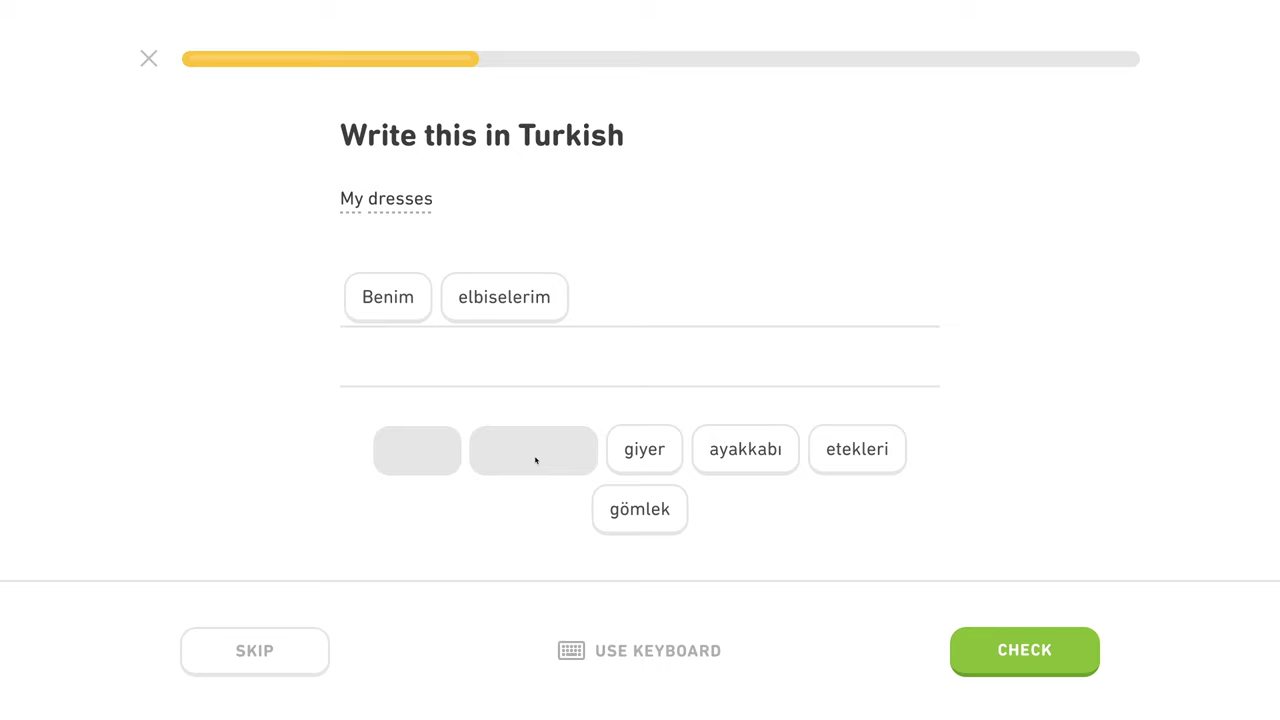 Write this in Turkish
My dresses
Benim elbiselerim
giyer ayakkabı etekleri
gömlek
SKIP USE KEYBOARD CHECK